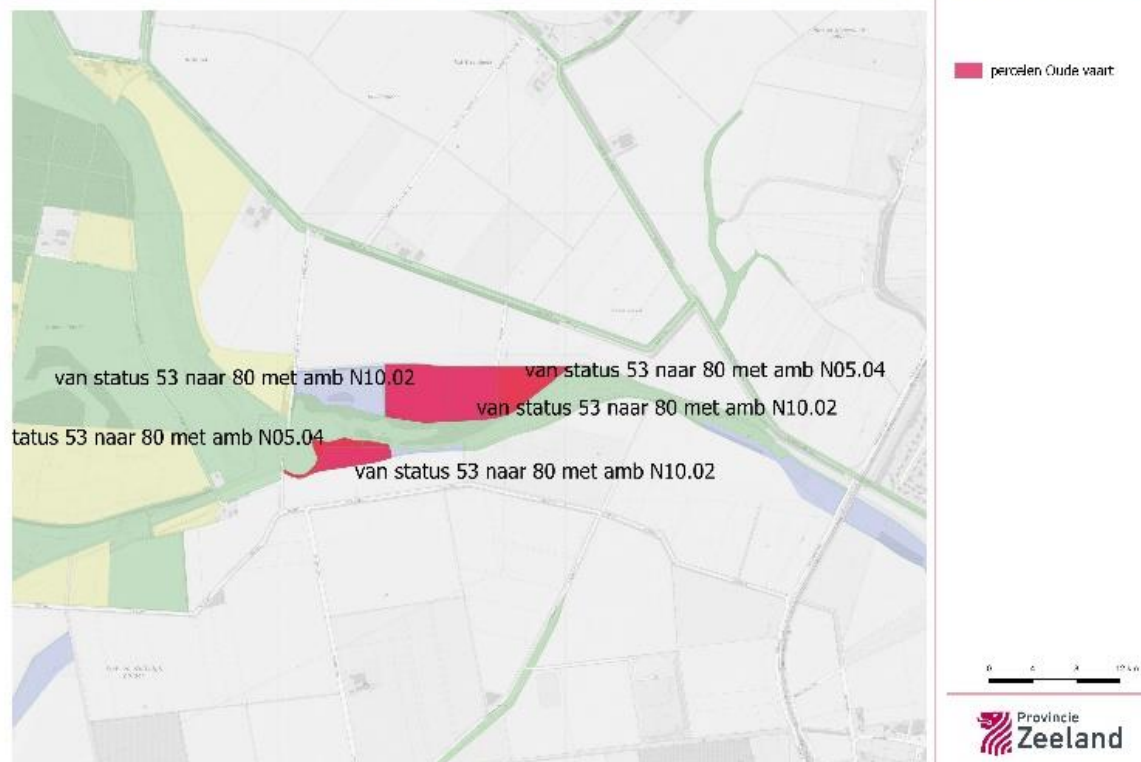 percelen Oude vaart
van status 53 naar 80 met amb N05.04
van status 53 naar 80 met amb N10.02
van status 53 naar 80 met amb N10.02
tatus 53 naar 80 met amb N05.04
van status 53 naar 80 met amb N10.02
Provincie
Zeeland